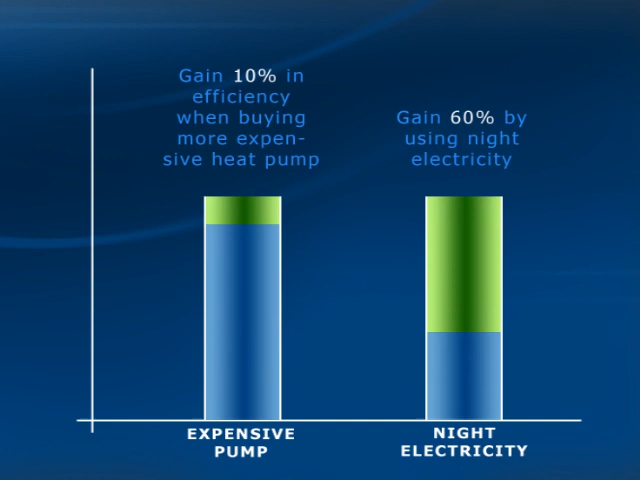 Gain 10% in
efficiency
when buying
more expen-
sive heat pump
Gain 60% by
using night
electricity
EXPENSIVE
PUMP
NIGHT
ELECTRICITY